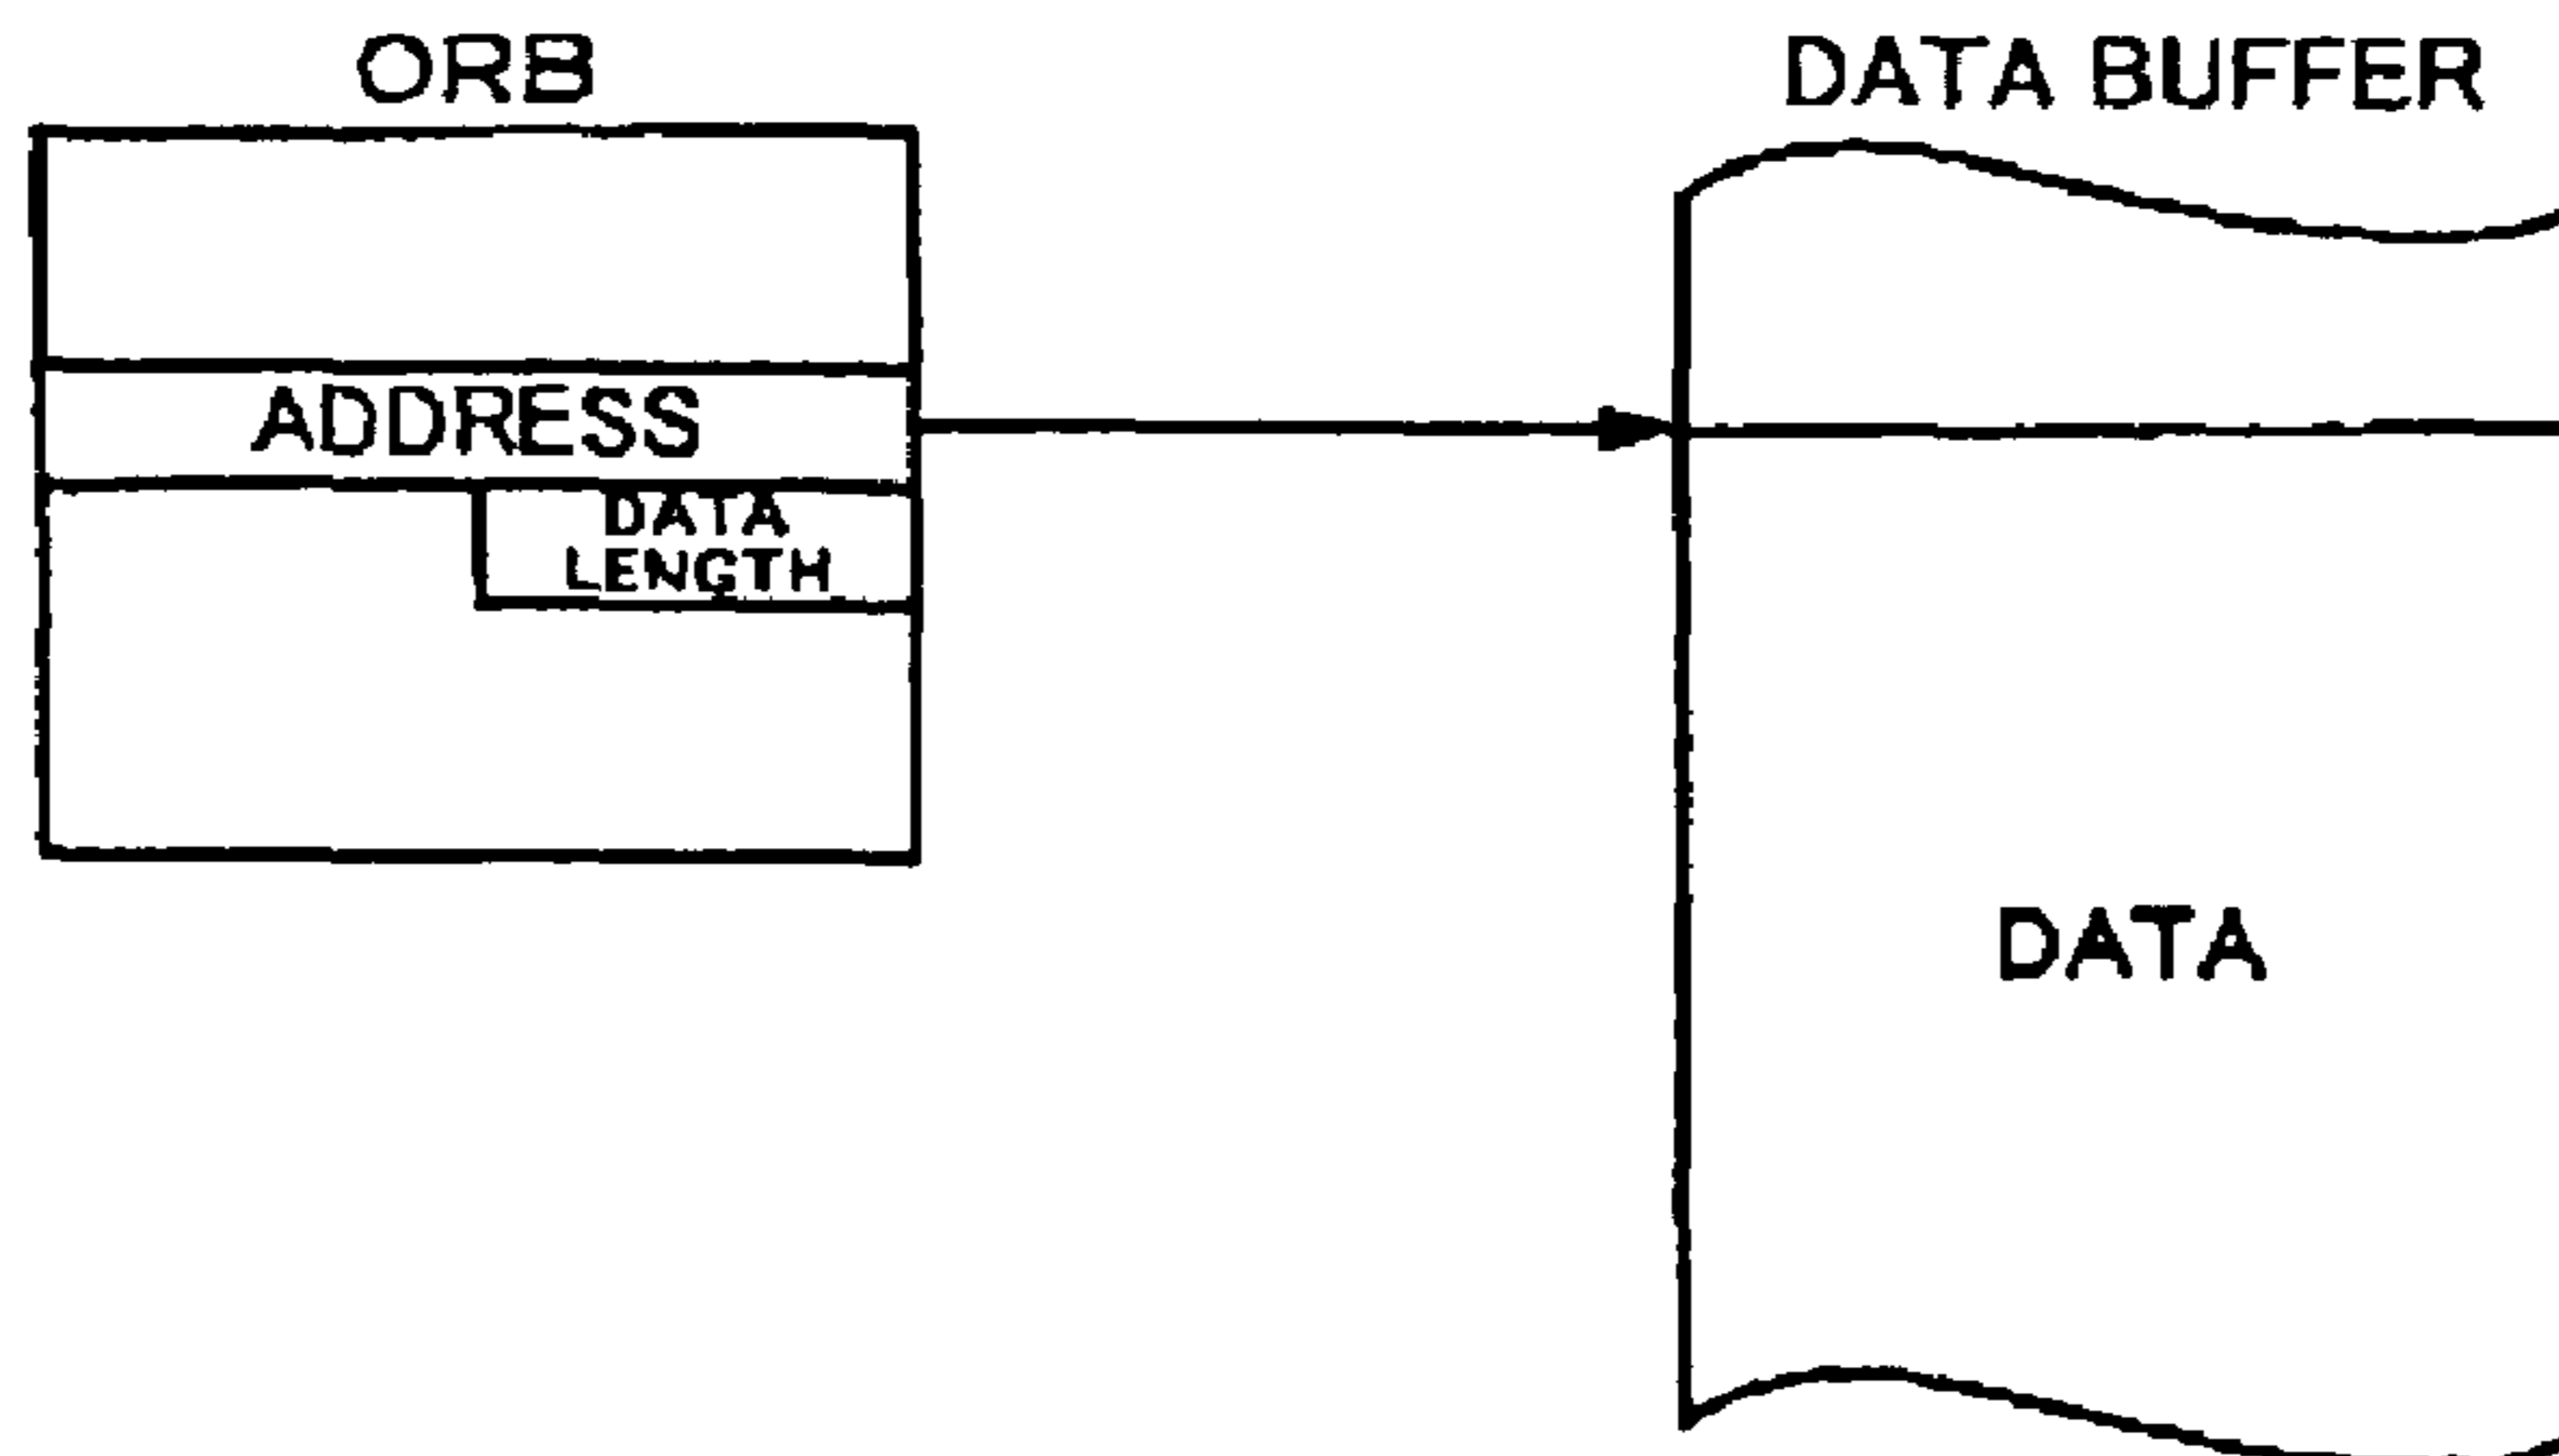 ORB
DATA BUFFER
ADDRESS
DATA
LENGTH
DATA